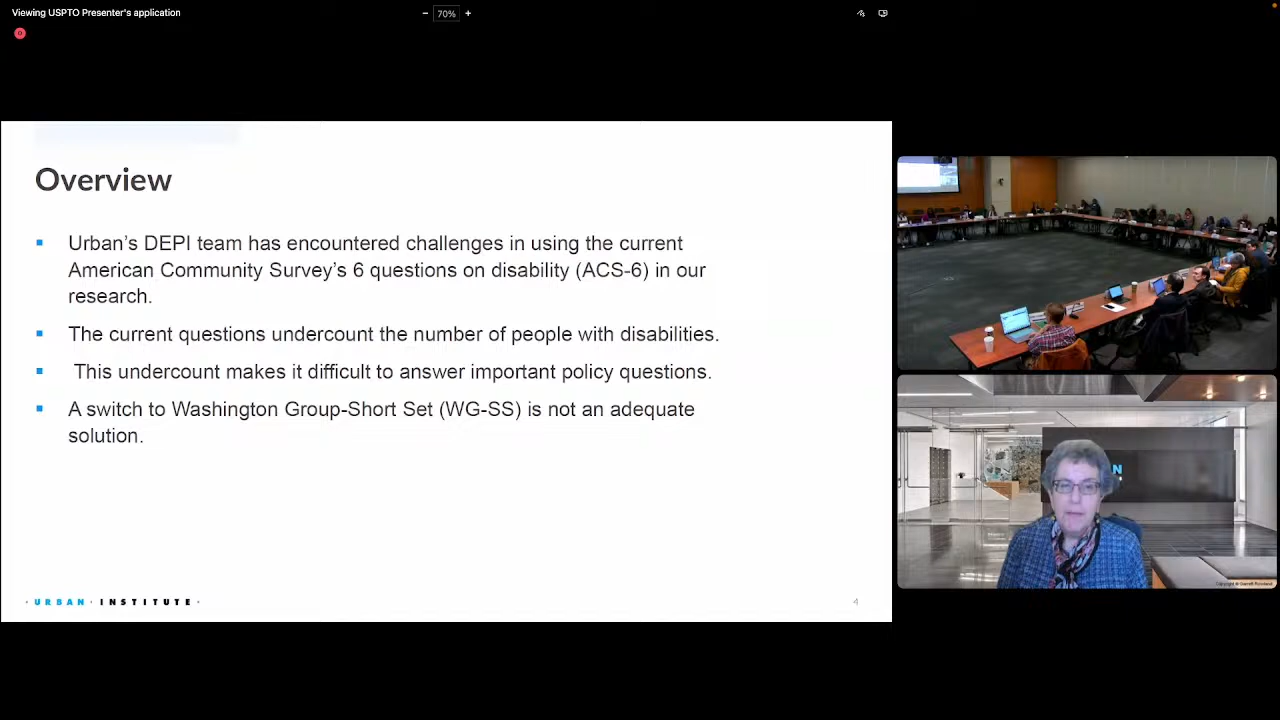 Viewing USPTO Presenter's application
− 70% +
Overview
▪ Urban's DEPI team has encountered challenges in using the current
American Community Survey's 6 questions on disability (ACS-6) in our
research.
▪ The current questions undercount the number of people with disabilities.
▪ This undercount makes it difficult to answer important policy questions.
▪ A switch to Washington Group-Short Set (WG-SS) is not an adequate
solution.
· URBAN · INSTITUTE ·
4